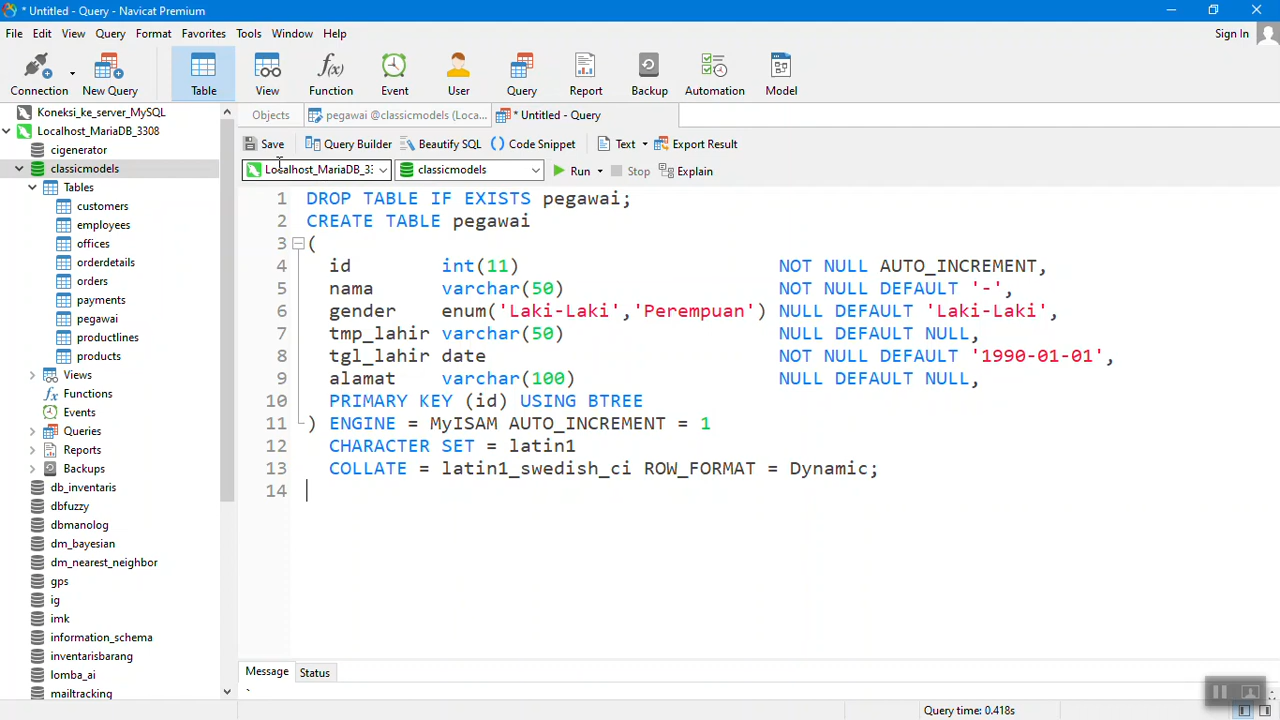 * Untitled - Query - Navicat Premium
File Edit View Query Format Favorites Tools Window Help
Sign In
Connection New Query Table View Function Event User Query Report Backup Automation Model
f(x)
Koneksi_ke_server_MySQL
Localhost_MariaDB_3308
cigenerator
classicmodels
Tables
customers
employees
offices
orderdetails
orders
payments
pegawai
productlines
products
Views
Functions
Events
Queries
Reports
Backups
db_inventaris
dbfuzzy
dbmanolog
dm_bayesian
dm_nearest_neighbor
gps
ig
imk
information_schema
inventarisbarang
lomba_ai
mailtracking
Objects pegawai @classicmodels (Loca... * Untitled - Query
Save Query Builder Beautify SQL () Code Snippet Text Export Result
Localhost_MariaDB_33 classicmodels Run Stop Explain
1 DROP TABLE IF EXISTS pegawai;
2 CREATE TABLE pegawai
3 (
4 id int(11) NOT NULL AUTO_INCREMENT,
5 nama varchar(50) NOT NULL DEFAULT '-',
6 gender enum('Laki-Laki','Perempuan') NULL DEFAULT 'Laki-Laki',
7 tmp_lahir varchar(50) NULL DEFAULT NULL,
8 tgl_lahir date NOT NULL DEFAULT '1990-01-01',
9 alamat varchar(100) NULL DEFAULT NULL,
10 PRIMARY KEY (id) USING BTREE
11 ) ENGINE = MyISAM AUTO_INCREMENT = 1
12 CHARACTER SET = latin1
13 COLLATE = latin1_swedish_ci ROW_FORMAT = Dynamic;
14
Message Status
Query time: 0.418s